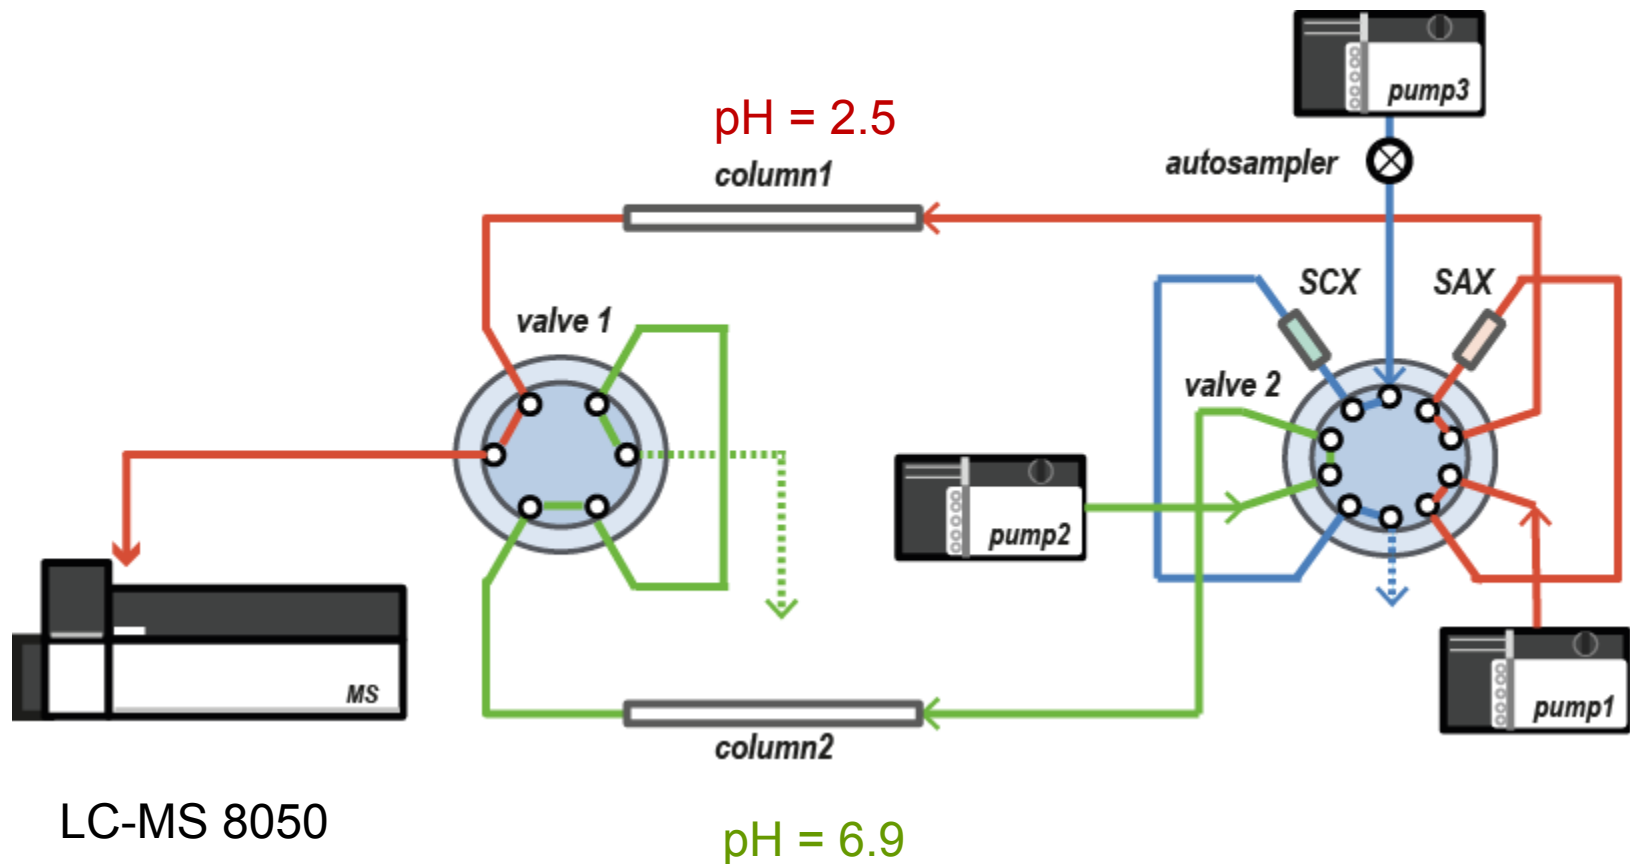 pump3
pH = 2.5
autosampler
column1
SCX
SAX
valve 1
valve 2
pump2
MS
pump1
column2
LC-MS 8050
pH = 6.9